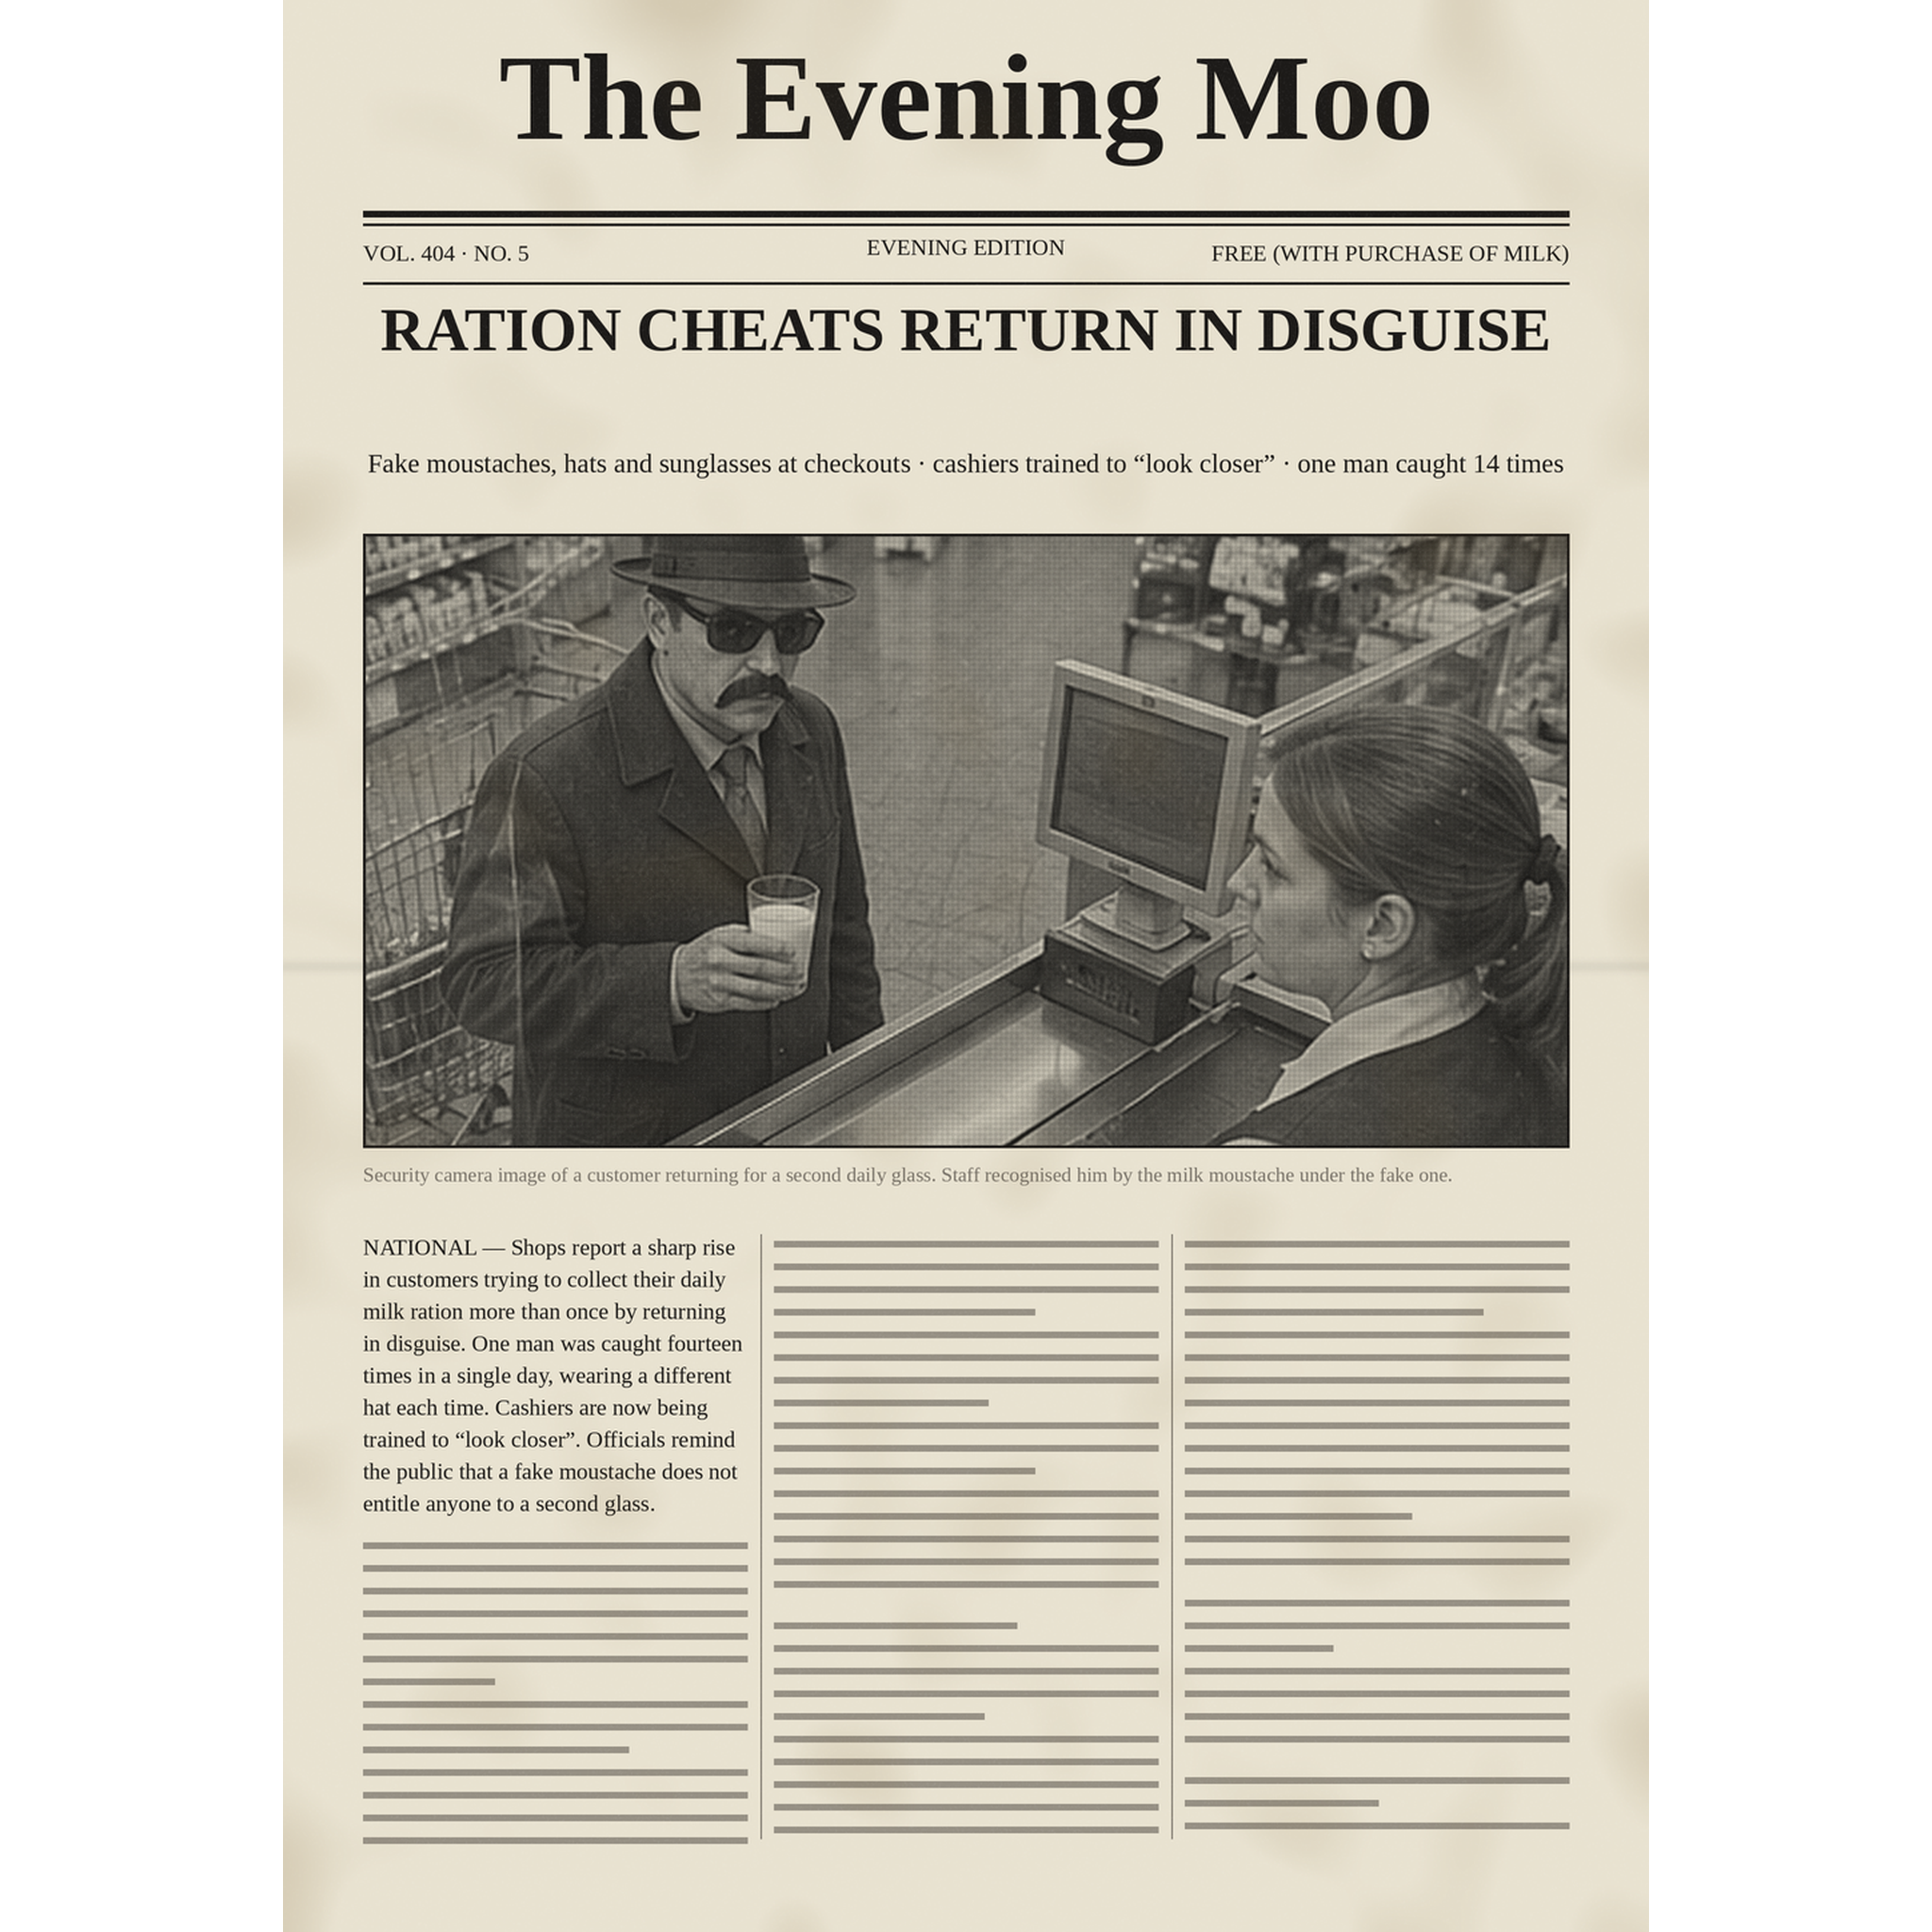 The Evening Moo
VOL. 404 · NO. 5
EVENING EDITION
FREE (WITH PURCHASE OF MILK)
RATION CHEATS RETURN IN DISGUISE
Fake moustaches, hats and sunglasses at checkouts · cashiers trained to “look closer” · one man caught 14 times
Security camera image of a customer returning for a second daily glass. Staff recognised him by the milk moustache under the fake one.
NATIONAL — Shops report a sharp rise
in customers trying to collect their daily
milk ration more than once by returning
in disguise. One man was caught fourteen
times in a single day, wearing a different
hat each time. Cashiers are now being
trained to “look closer”. Officials remind
the public that a fake moustache does not
entitle anyone to a second glass.